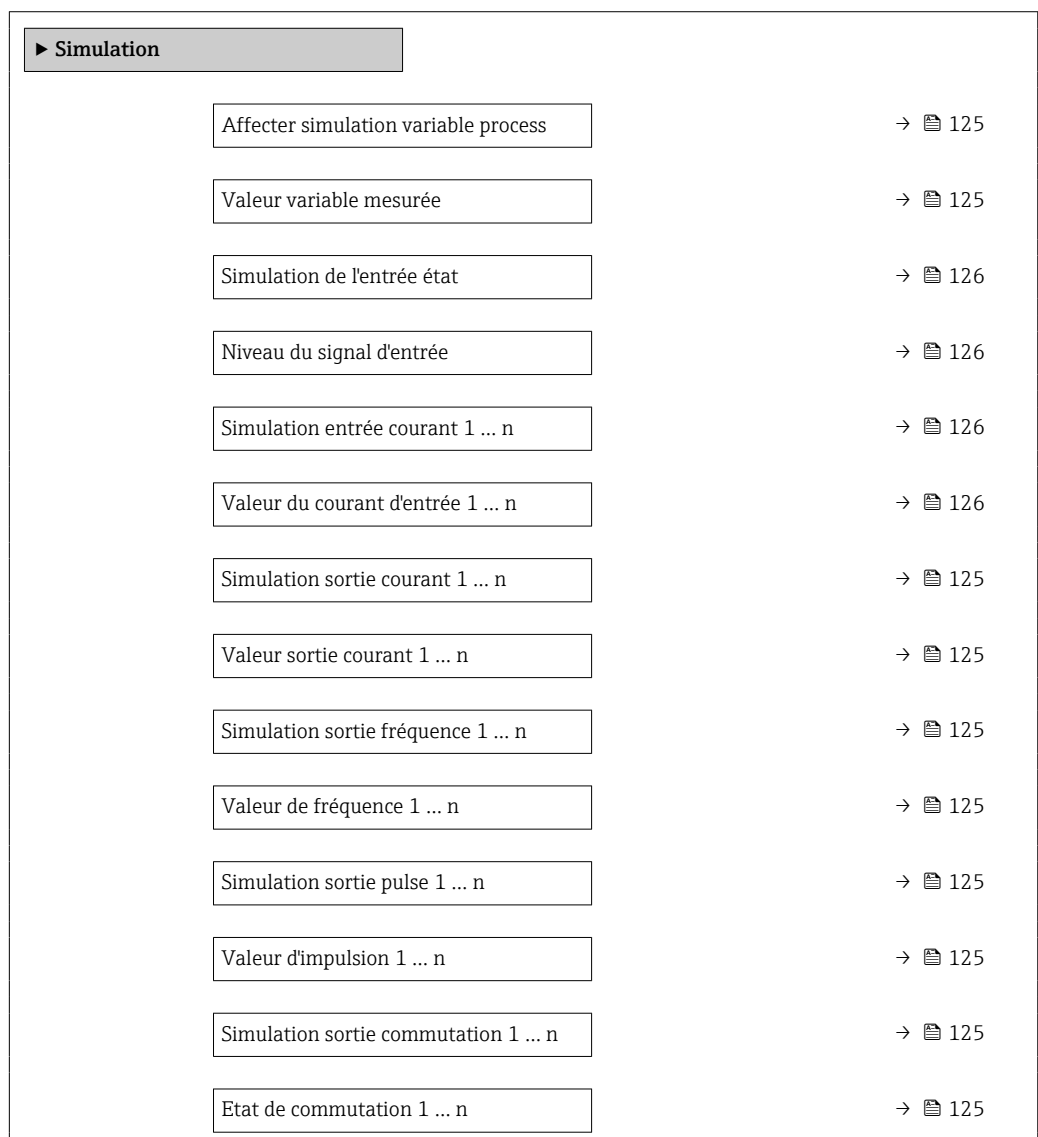 ▶ Simulation
Affecter simulation variable process → 125
Valeur variable mesurée → 125
Simulation de l'entrée état → 126
Niveau du signal d'entrée → 126
Simulation entrée courant 1 … n → 126
Valeur du courant d'entrée 1 … n → 126
Simulation sortie courant 1 … n → 125
Valeur sortie courant 1 … n → 125
Simulation sortie fréquence 1 … n → 125
Valeur de fréquence 1 … n → 125
Simulation sortie pulse 1 … n → 125
Valeur d'impulsion 1 … n → 125
Simulation sortie commutation 1 … n → 125
Etat de commutation 1 … n → 125